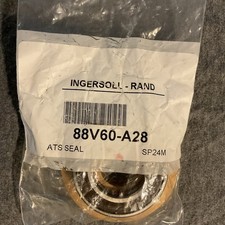 INGERSOLL - RAND
88V60-A28
ATS SEAL SP24M